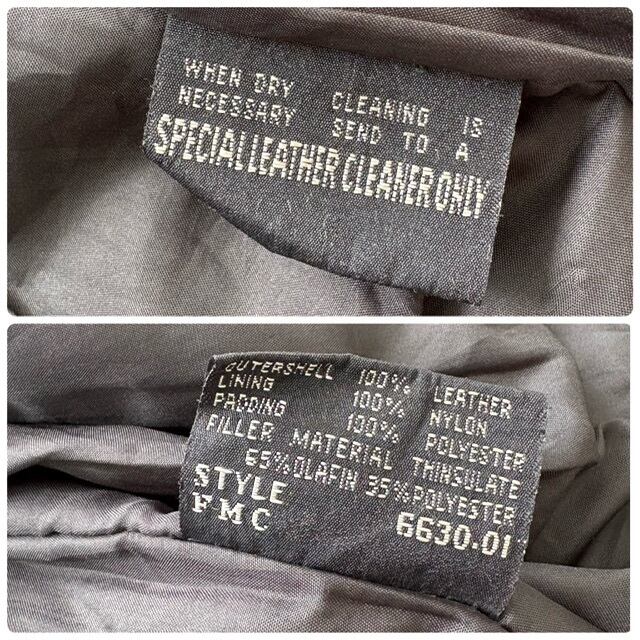 WHEN DRY CLEANING IS
NECESSARY SEND TO A
SPECIAL LEATHER CLEANER ONLY
OUTERSHELL 100% LEATHER
LINING 100% NYLON
PADDING 100% POLYESTER
FILLER MATERIAL THINSULATE
65% OLAFIN 35% POLYESTER
STYLE
FMC 6630-01